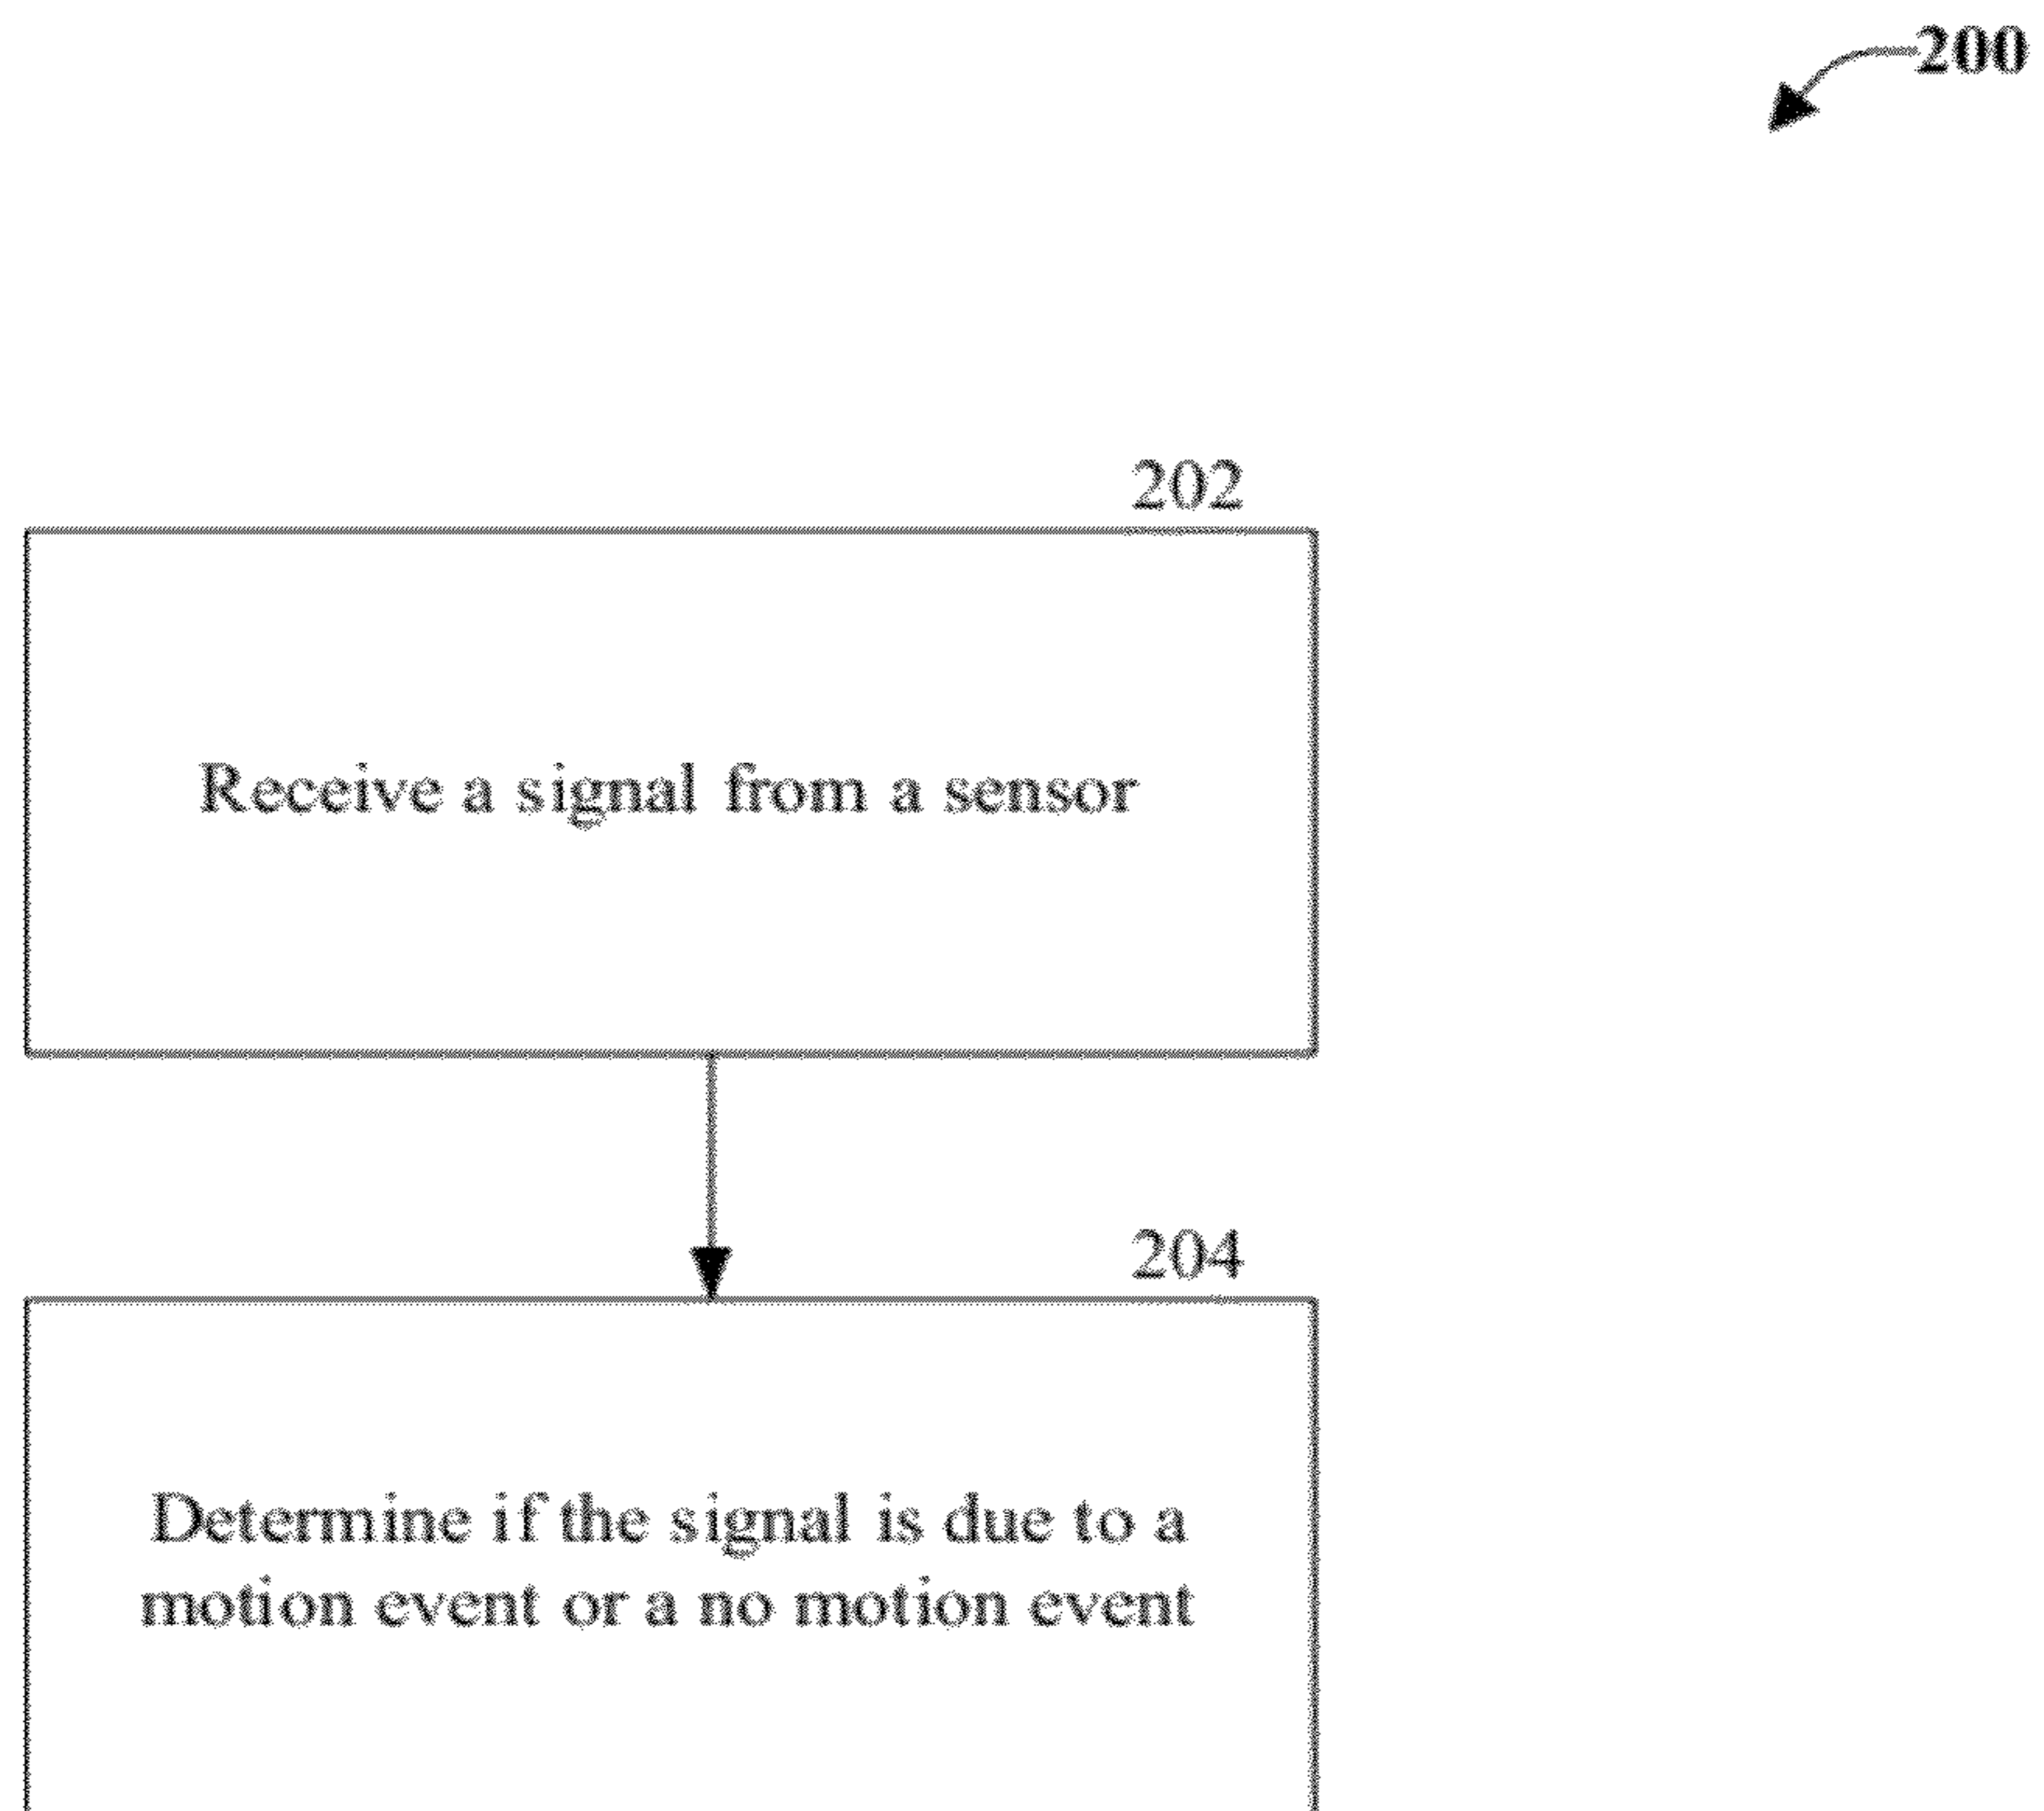 200
202
Receive a signal from a sensor
204
Determine if the signal is due to a
motion event or a no motion event